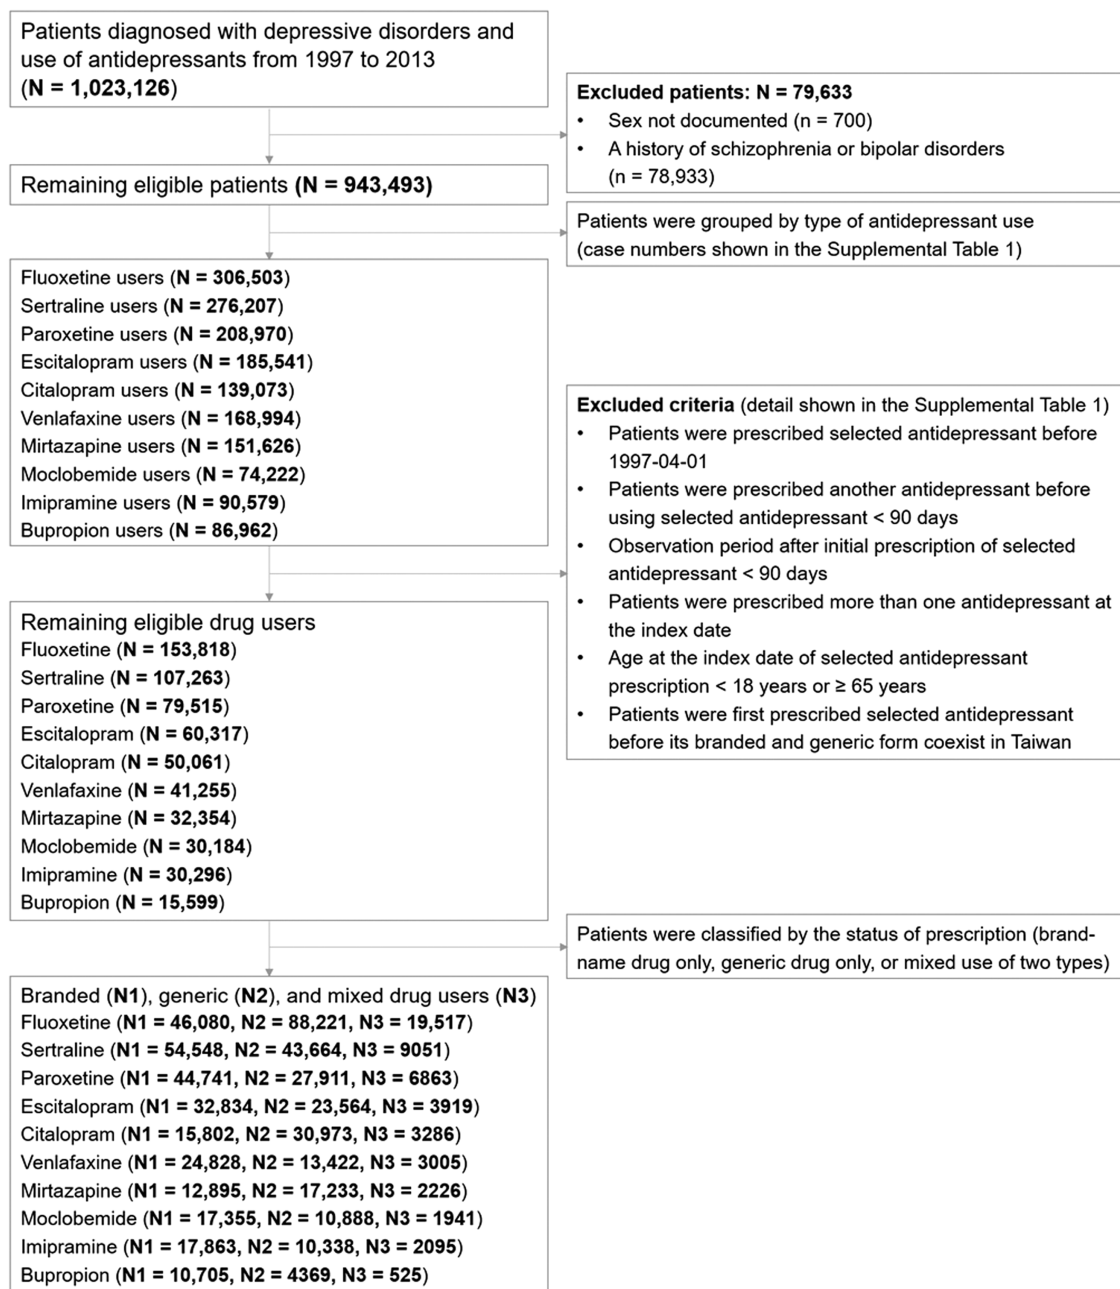 Patients diagnosed with depressive disorders and
use of antidepressants from 1997 to 2013
(N = 1,023,126)
Excluded patients: N = 79,633
• Sex not documented (n = 700)
• A history of schizophrenia or bipolar disorders
(n = 78,933)
Remaining eligible patients (N = 943,493)
Patients were grouped by type of antidepressant use
(case numbers shown in the Supplemental Table 1)
Fluoxetine users (N = 306,503)
Sertraline users (N = 276,207)
Paroxetine users (N = 208,970)
Escitalopram users (N = 185,541)
Citalopram users (N = 139,073)
Venlafaxine users (N = 168,994)
Mirtazapine users (N = 151,626)
Moclobemide users (N = 74,222)
Imipramine users (N = 90,579)
Bupropion users (N = 86,962)
Excluded criteria (detail shown in the Supplemental Table 1)
• Patients were prescribed selected antidepressant before
1997-04-01
• Patients were prescribed another antidepressant before
using selected antidepressant < 90 days
• Observation period after initial prescription of selected
antidepressant < 90 days
• Patients were prescribed more than one antidepressant at
the index date
• Age at the index date of selected antidepressant
prescription < 18 years or ≥ 65 years
• Patients were first prescribed selected antidepressant
before its branded and generic form coexist in Taiwan
Remaining eligible drug users
Fluoxetine (N = 153,818)
Sertraline (N = 107,263)
Paroxetine (N = 79,515)
Escitalopram (N = 60,317)
Citalopram (N = 50,061)
Venlafaxine (N = 41,255)
Mirtazapine (N = 32,354)
Moclobemide (N = 30,184)
Imipramine (N = 30,296)
Bupropion (N = 15,599)
Patients were classified by the status of prescription (brand-
name drug only, generic drug only, or mixed use of two types)
Branded (N1), generic (N2), and mixed drug users (N3)
Fluoxetine (N1 = 46,080, N2 = 88,221, N3 = 19,517)
Sertraline (N1 = 54,548, N2 = 43,664, N3 = 9051)
Paroxetine (N1 = 44,741, N2 = 27,911, N3 = 6863)
Escitalopram (N1 = 32,834, N2 = 23,564, N3 = 3919)
Citalopram (N1 = 15,802, N2 = 30,973, N3 = 3286)
Venlafaxine (N1 = 24,828, N2 = 13,422, N3 = 3005)
Mirtazapine (N1 = 12,895, N2 = 17,233, N3 = 2226)
Moclobemide (N1 = 17,355, N2 = 10,888, N3 = 1941)
Imipramine (N1 = 17,863, N2 = 10,338, N3 = 2095)
Bupropion (N1 = 10,705, N2 = 4369, N3 = 525)